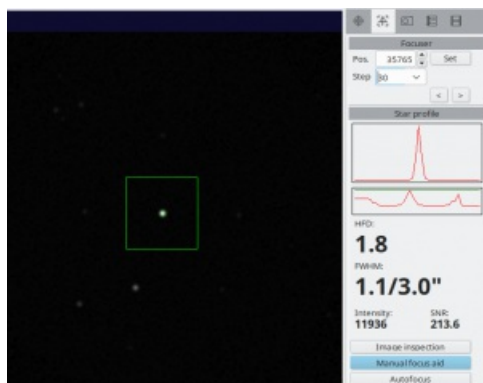 Focuser
Pos. 35765 Set
Step 30
< >
Star profile
HFD:
1.8
FWHM:
1.1/3.0"
Intensity: SNR:
11936 213.6
Image inspection
Manual focus aid
Autofocus